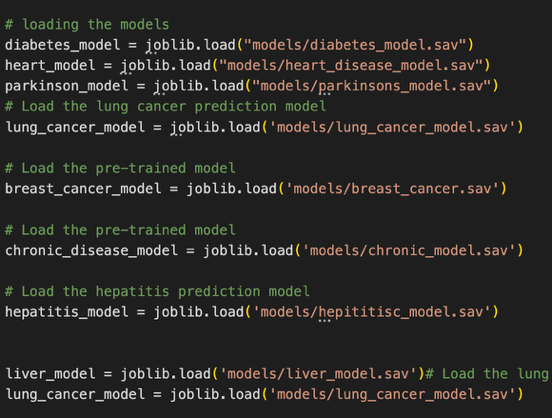 # loading the models
diabetes_model = joblib.load("models/diabetes_model.sav")
heart_model = joblib.load("models/heart_disease_model.sav")
parkinson_model = joblib.load("models/parkinsons_model.sav")
# Load the lung cancer prediction model
lung_cancer_model = joblib.load('models/lung_cancer_model.sav')
# Load the pre-trained model
breast_cancer_model = joblib.load('models/breast_cancer.sav')
# Load the pre-trained model
chronic_disease_model = joblib.load('models/chronic_model.sav')
# Load the hepatitis prediction model
hepatitis_model = joblib.load('models/hepititisc_model.sav')
liver_model = joblib.load('models/liver_model.sav')# Load the lung
lung_cancer_model = joblib.load('models/lung_cancer_model.sav')